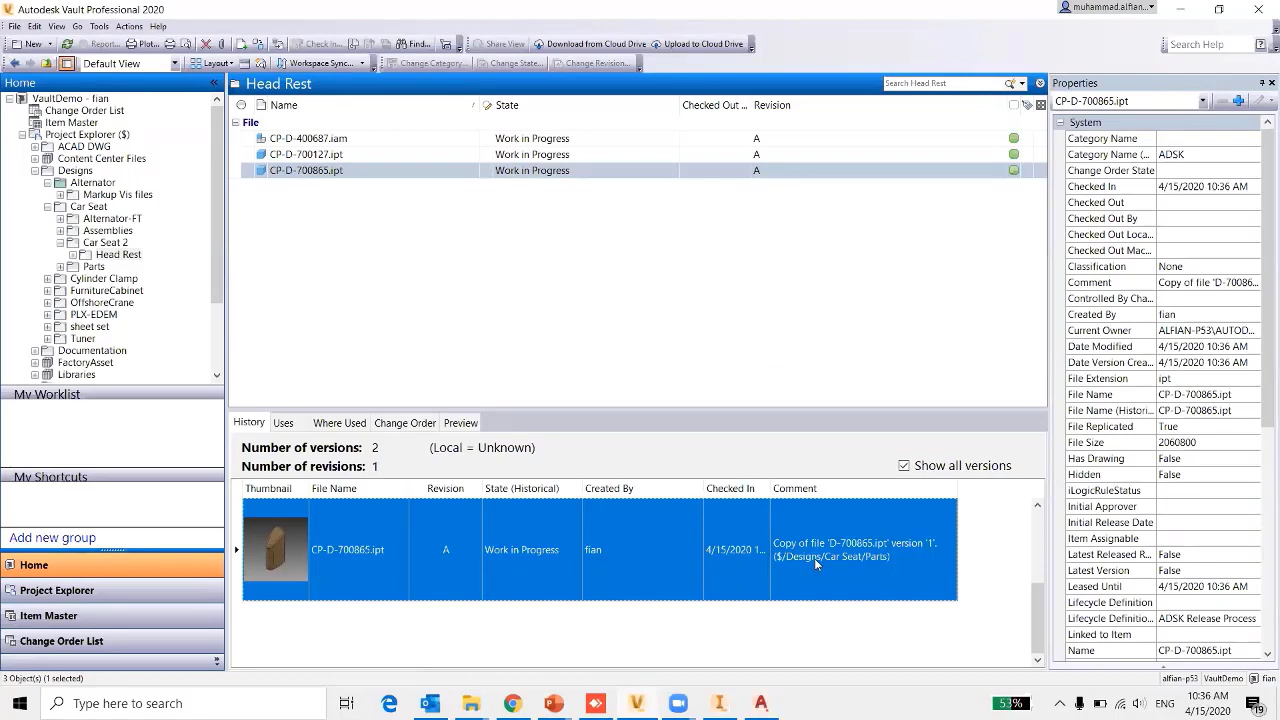 Autodesk Vault Professional 2020
muhammed.alfian...
File Edit View Go Tools Actions Help
New Report... Plot... Check In... Find... Share View Download from Cloud Drive Upload to Cloud Drive
Search Help
Default View Layout Workspace Sync... Change Category... Change State... Change Revision...
Home
Head Rest
Search Head Rest
Properties
VaultDemo - fian
Change Order List
Item Master
Project Explorer ($)
ACAD DWG
Content Center Files
Designs
Alternator
Markup Vis files
Car Seat
Alternator-FT
Assemblies
Car Seat 2
Head Rest
Parts
Cylinder Clamp
FurnitureCabinet
OffshoreCrane
PLX-EDEM
sheet set
Tuner
Documentation
FactoryAsset
Libraries
My Worklist
My Shortcuts
Add new group
Home
Project Explorer
Item Master
Change Order List
Name State Checked Out ... Revision
File
CP-D-400687.iam Work in Progress A
CP-D-700127.ipt Work in Progress A
CP-D-700865.ipt Work in Progress A
History Uses Where Used Change Order Preview
Number of versions: 2 (Local = Unknown)
Number of revisions: 1
Show all versions
Thumbnail File Name Revision State (Historical) Created By Checked In Comment
CP-D-700865.ipt A Work in Progress fian 4/15/2020 1... Copy of file 'D-700865.ipt' version '1'.
($/Designs/Car Seat/Parts)
CP-D-700865.ipt
System
Category Name
Category Name (... ADSK
Change Order State
Checked In 4/15/2020 10:36 AM
Checked Out
Checked Out By
Checked Out Loca...
Checked Out Mac...
Classification None
Comment Copy of file 'D-700...
Controlled By Cha...
Created By fian
Current Owner ALFIAN-P53\AUTOD...
Date Modified 4/15/2020 10:36 AM
Date Version Crea... 4/15/2020 10:36 AM
File Extension ipt
File Name CP-D-700865.ipt
File Name (Histori... CP-D-700865.ipt
File Replicated True
File Size 2060800
Has Drawing False
Hidden False
iLogicRuleStatus
Initial Approver
Initial Release Date
Item Assignable
Latest Released R... False
Latest Version False
Leased Until 4/15/2020 10:36 AM
Lifecycle Definition
Lifecycle Definitio... ADSK Release Process
Linked to Item
Name CP-D-700865.ipt
3 Object(s) (1 selected)
alfian-p53 VaultDemo fian
Type here to search
53%
ENG
10:36 AM
4/15/2020
19